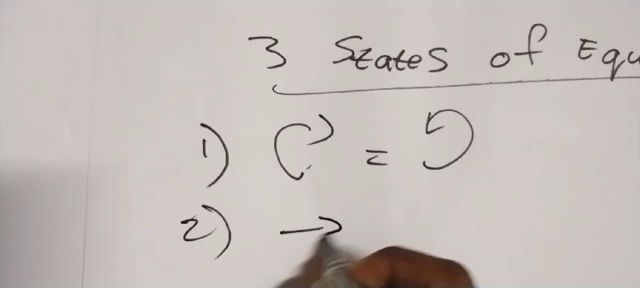 3 States of Equ
1) ↻ = ↺
2) →